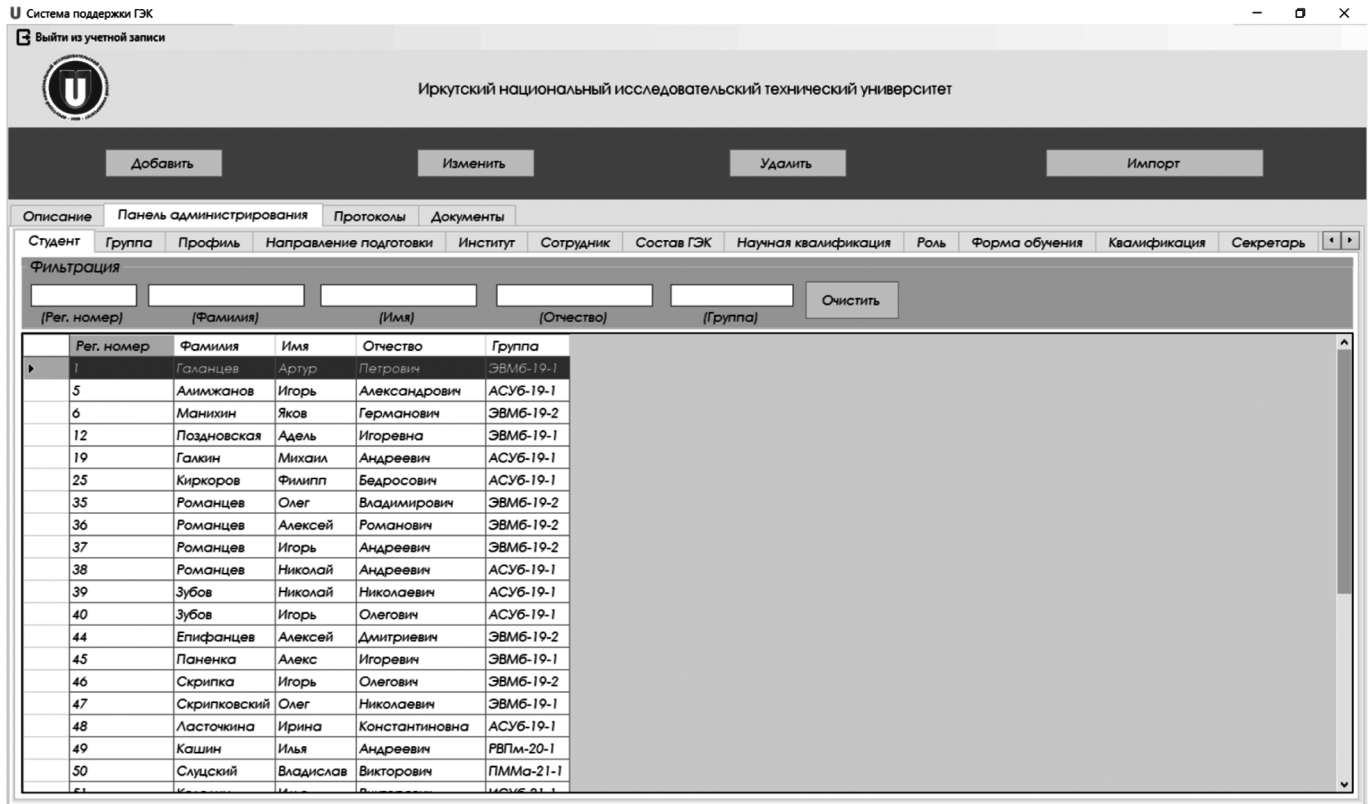 Система поддержки ГЭК
Выйти из учетной записи
Иркутский национальный исследовательский технический университет
Добавить Изменить Удалить Импорт
Описание Панель администрирования Протоколы Документы
Студент Группа Профиль Направление подготовки Институт Сотрудник Состав ГЭК Научная квалификация Роль Форма обучения Квалификация Секретарь
Фильтрация
Очистить
(Рег. номер) (Фамилия) (Имя) (Отчество) (Группа)
Рег. номер Фамилия Имя Отчество Группа
1 Галанцев Артур Петрович ЭВМб-19-1
5 Алимжанов Игорь Александрович АСУб-19-1
6 Манихин Яков Германович ЭВМб-19-2
12 Поздновская Адель Игоревна ЭВМб-19-1
19 Галкин Михаил Андреевич АСУб-19-1
25 Киркоров Филипп Бедросович АСУб-19-1
35 Романцев Олег Владимирович ЭВМб-19-2
36 Романцев Алексей Романович ЭВМб-19-2
37 Романцев Игорь Андреевич ЭВМб-19-2
38 Романцев Николай Андреевич АСУб-19-1
39 Зубов Николай Николаевич АСУб-19-1
40 Зубов Игорь Олегович АСУб-19-1
44 Епифанцев Алексей Дмитриевич ЭВМб-19-2
45 Паненка Алекс Игоревич ЭВМб-19-1
46 Скрипка Игорь Олегович ЭВМб-19-2
47 Скрипковский Олег Николаевич ЭВМб-19-1
48 Ласточкина Ирина Константиновна АСУб-19-1
49 Кашин Илья Андреевич РВПм-20-1
50 Слуцский Владислав Викторович ПММа-21-1